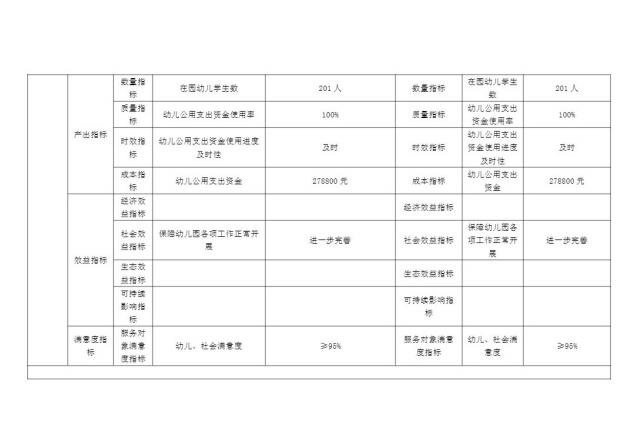 产出指标
数量指
标
在园幼儿学生数
201 人
数量指标
在园幼儿学生
数
201 人
质量指
标
幼儿公用支出资金使用率
100%
质量指标
幼儿公用支出
资金使用率
100%
时效指
标
幼儿公用支出资金使用进度
及时性
及时
时效指标
幼儿公用支出
资金使用进度
及时性
及时
成本指
标
幼儿公用支出资金
278800 元
成本指标
幼儿公用支出
资金
278800 元
效益指标
经济效
益指标
经济效益指标
社会效
益指标
保障幼儿园各项工作正常开
展
进一步完善
社会效益指标
保障幼儿园各
项工作正常开
展
进一步完善
生态效
益指标
生态效益指标
可持续
影响指
标
可持续影响指
标
满意度指
标
服务对
象满意
度指标
幼儿、社会满意度
≥95%
服务对象满意
度指标
幼儿、社会满
意度
≥95%